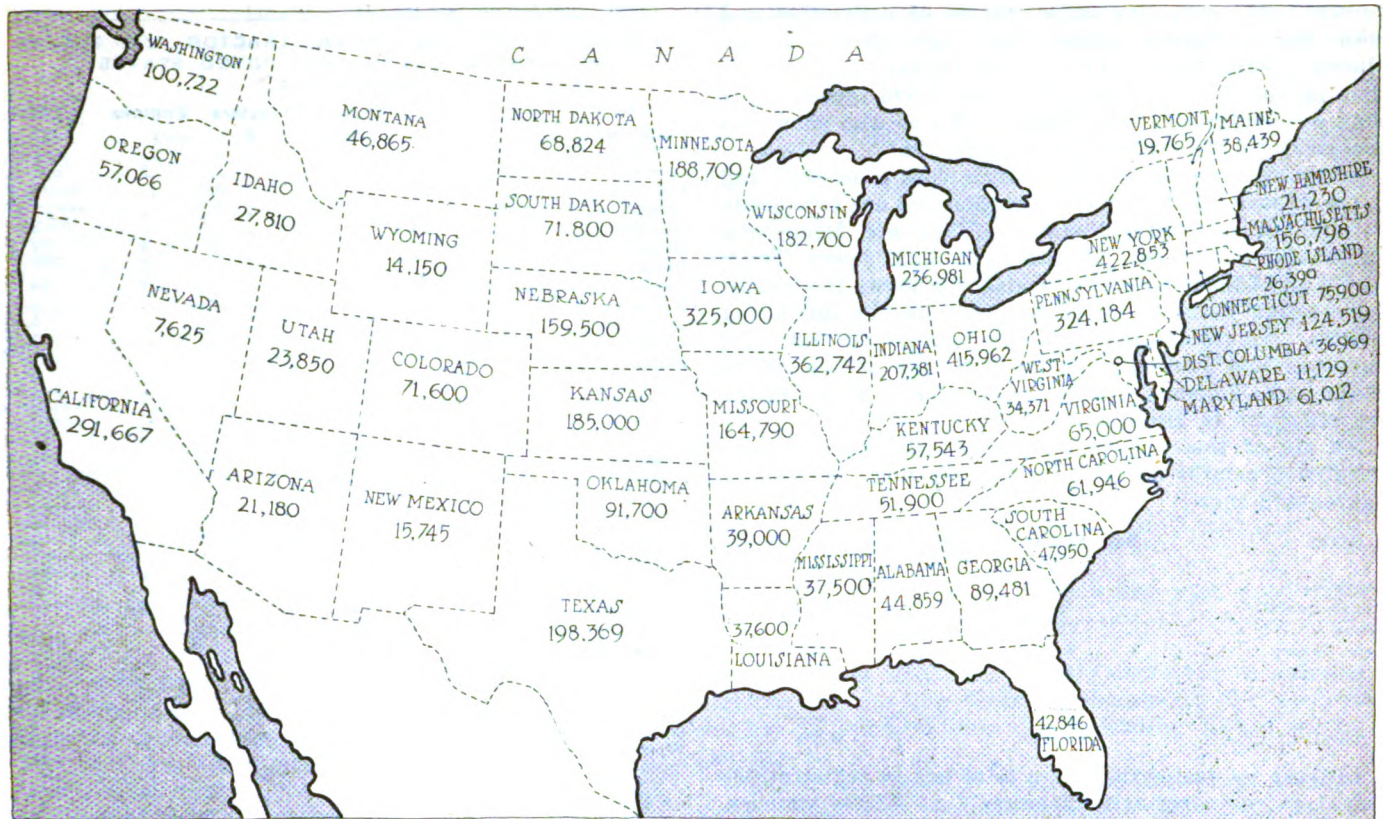 CANADA
WASHINGTON
100,722
OREGON
57,066
IDAHO
27,810
MONTANA
46,865
NORTH DAKOTA
68,824
MINNESOTA
188,709
SOUTH DAKOTA
71.800
WYOMING
14,150
WISCONSIN
182,700
MICHIGAN
236,981
VERMONT
19,765
MAINE
38,439
NEW HAMPSHIRE
21,230
MASSACHUSETTS
156,798
NEW YORK
422,853
RHODE ISLAND
26,399
CONNECTICUT 75,900
NEW JERSEY 124,519
DIST. COLUMBIA 36,969
DELAWARE 11,129
MARYLAND 61,012
NEVADA
7,625
UTAH
23,850
COLORADO
71,600
NEBRASKA
159,500
IOWA
325,000
ILLINOIS
362,742
INDIANA
207,381
OHIO
415,962
PENNSYLVANIA
324,184
WEST
VIRGINIA
34,371
VIRGINIA
65,000
CALIFORNIA
291,667
KANSAS
185,000
MISSOURI
164,790
KENTUCKY
57,543
ARIZONA
21,180
NEW MEXICO
15,745
OKLAHOMA
91,700
ARKANSAS
39,000
TENNESSEE
51,900
NORTH CAROLINA
61,946
SOUTH
CAROLINA
47,950
MISSISSIPPI
37,500
ALABAMA
44.859
GEORGIA
89,481
TEXAS
198.369
37,600
LOUISIANA
42,846
FLORIDA